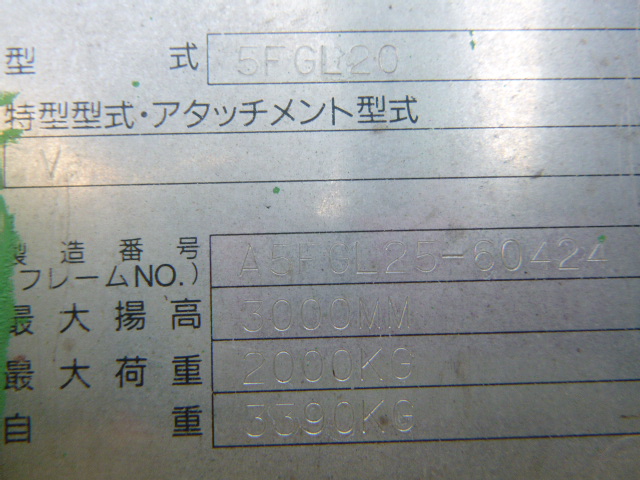 型式 5FGL20
特型型式・アタッチメント型式
V
製造番号 A5FGL25-60424
(フレームNO.)
最大揚高 3000MM
最大荷重 2000KG
自重 3390KG